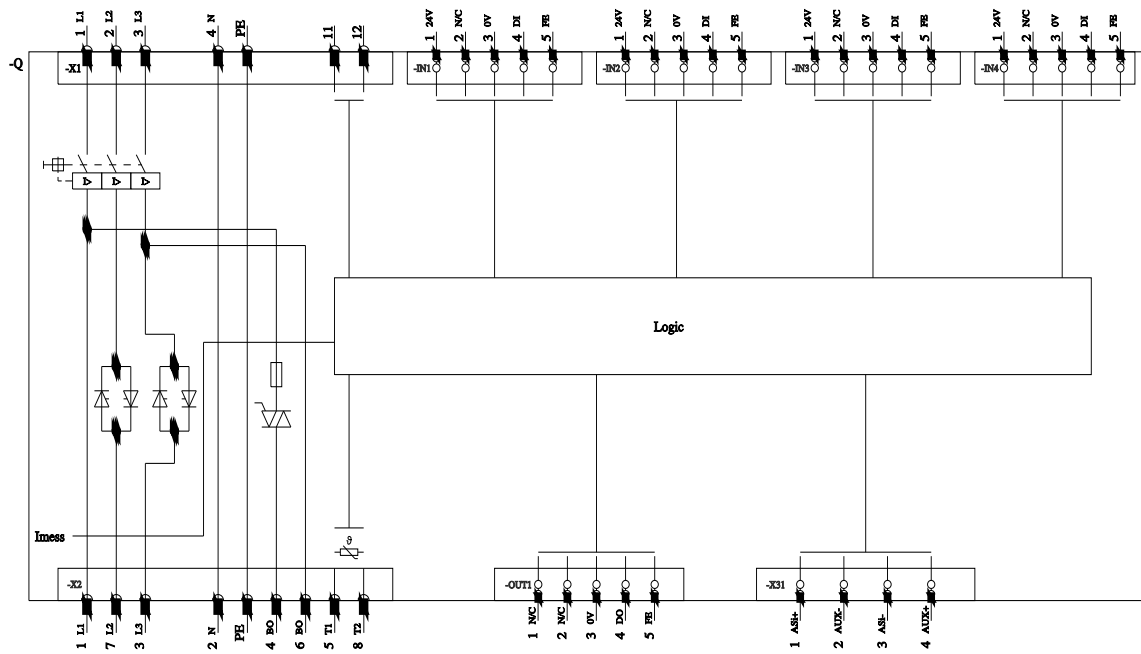 1 L1
2 L2
3 L3
4 N
PE
11
12
1 24V
2 N/C
3 0V
4 DI
5 FE
1 24V
2 N/C
3 0V
4 DI
5 FE
1 24V
2 N/C
3 0V
4 DI
5 FE
1 24V
2 N/C
3 0V
4 DI
5 FE
-Q
-X1
-IN1
-IN2
-IN3
-IN4
Logic
Imess
ϑ
-X2
-OUT1
-X31
1 L1
7 L2
3 L3
2 N
PE
4 BO
6 BO
5 T1
8 T2
1 N/C
2 N/C
3 0V
4 DO
5 FE
1 ASi+
2 AUX-
3 ASi-
4 AUX+